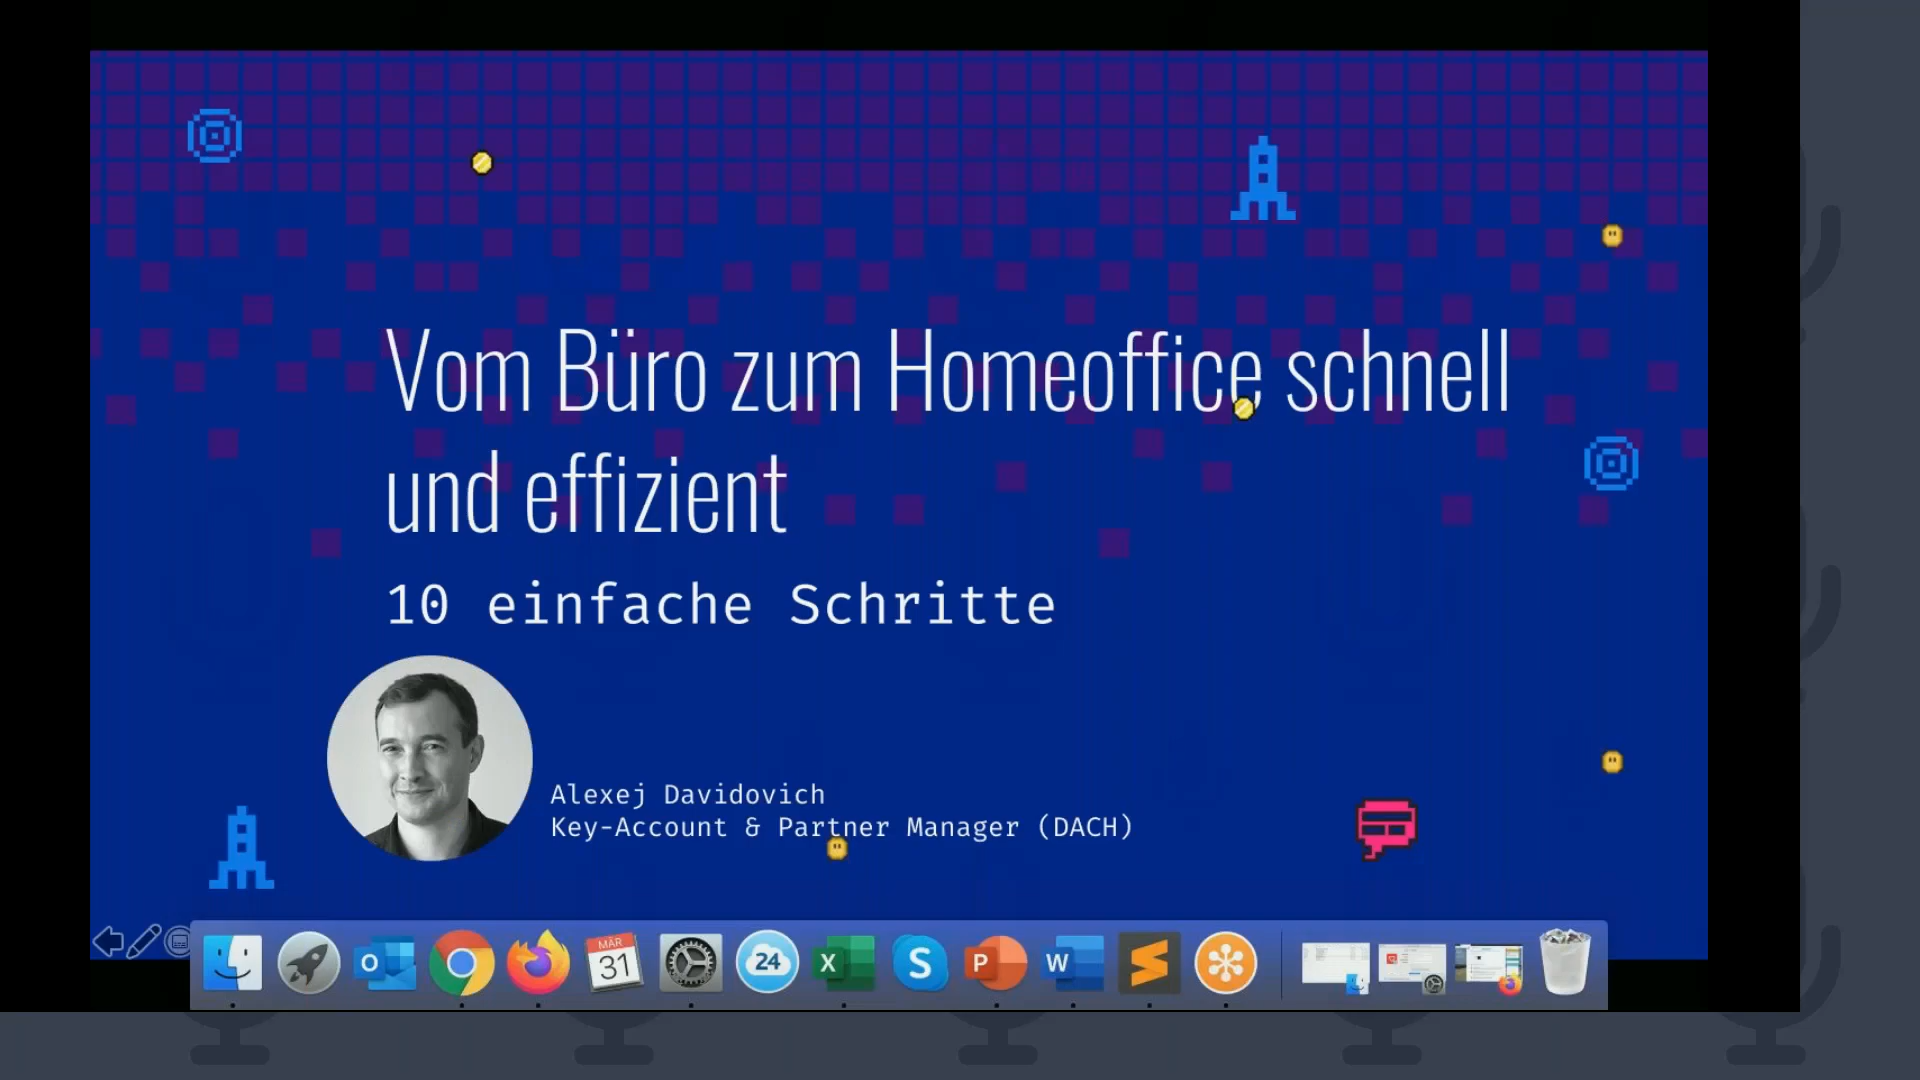 Vom Büro zum Homeoffice schnell
und effizient
10 einfache Schritte
Alexej Davidovich
Key-Account & Partner Manager (DACH)
MAR
31
24
O
X
S
P
W